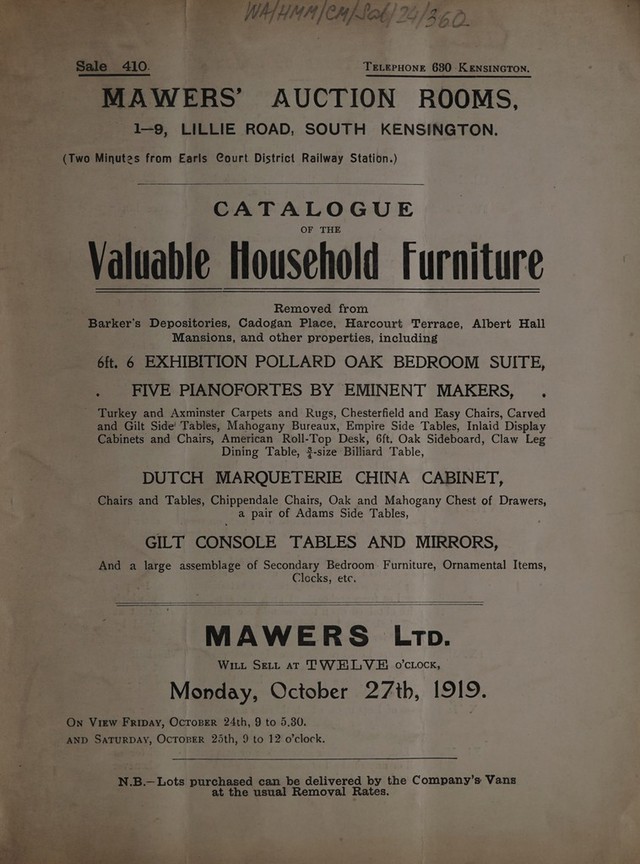 WA/HMM/CM/Sal/24/360
Sale 410.
TELEPHONE 680 KENSINGTON.
MAWERS' AUCTION ROOMS,
1–9, LILLIE ROAD, SOUTH KENSINGTON.
(Two Minutes from Earls Court District Railway Station.)
CATALOGUE
OF THE
Valuable Household Furniture
Removed from
Barker's Depositories, Cadogan Place, Harcourt Terrace, Albert Hall
Mansions, and other properties, including
6ft. 6 EXHIBITION POLLARD OAK BEDROOM SUITE,
FIVE PIANOFORTES BY EMINENT MAKERS,
Turkey and Axminster Carpets and Rugs, Chesterfield and Easy Chairs, Carved
and Gilt Side Tables, Mahogany Bureaux, Empire Side Tables, Inlaid Display
Cabinets and Chairs, American Roll-Top Desk, 6ft. Oak Sideboard, Claw Leg
Dining Table, ¾-size Billiard Table,
DUTCH MARQUETERIE CHINA CABINET,
Chairs and Tables, Chippendale Chairs, Oak and Mahogany Chest of Drawers,
a pair of Adams Side Tables,
GILT CONSOLE TABLES AND MIRRORS,
And a large assemblage of Secondary Bedroom Furniture, Ornamental Items,
Clocks, etc.
MAWERS LTD.
WILL SELL AT TWELVE O'CLOCK,
Monday, October 27th, 1919.
ON VIEW FRIDAY, OCTOBER 24th, 9 to 5.30.
AND SATURDAY, OCTOBER 25th, 9 to 12 o'clock.
N.B.—Lots purchased can be delivered by the Company's Vans
at the usual Removal Rates.